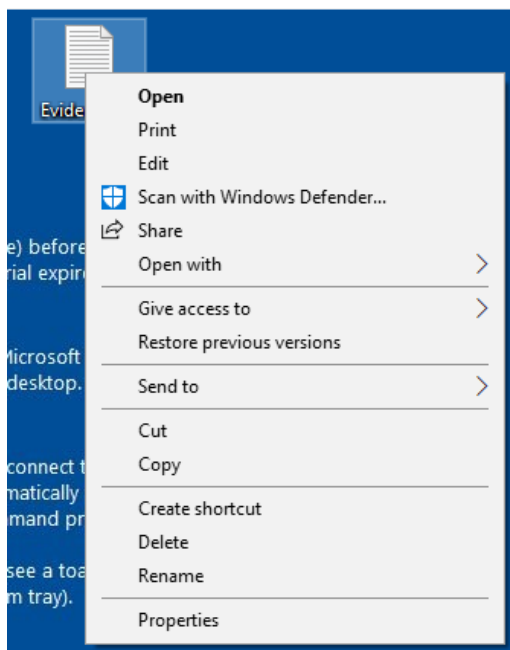 Evide
Open
Print
Edit
Scan with Windows Defender...
Share
Open with
Give access to
Restore previous versions
Send to
Cut
Copy
Create shortcut
Delete
Rename
Properties
e) before
rial expire
Microsoft
desktop.
connect t
matically
mmand pr
see a toa
m tray).